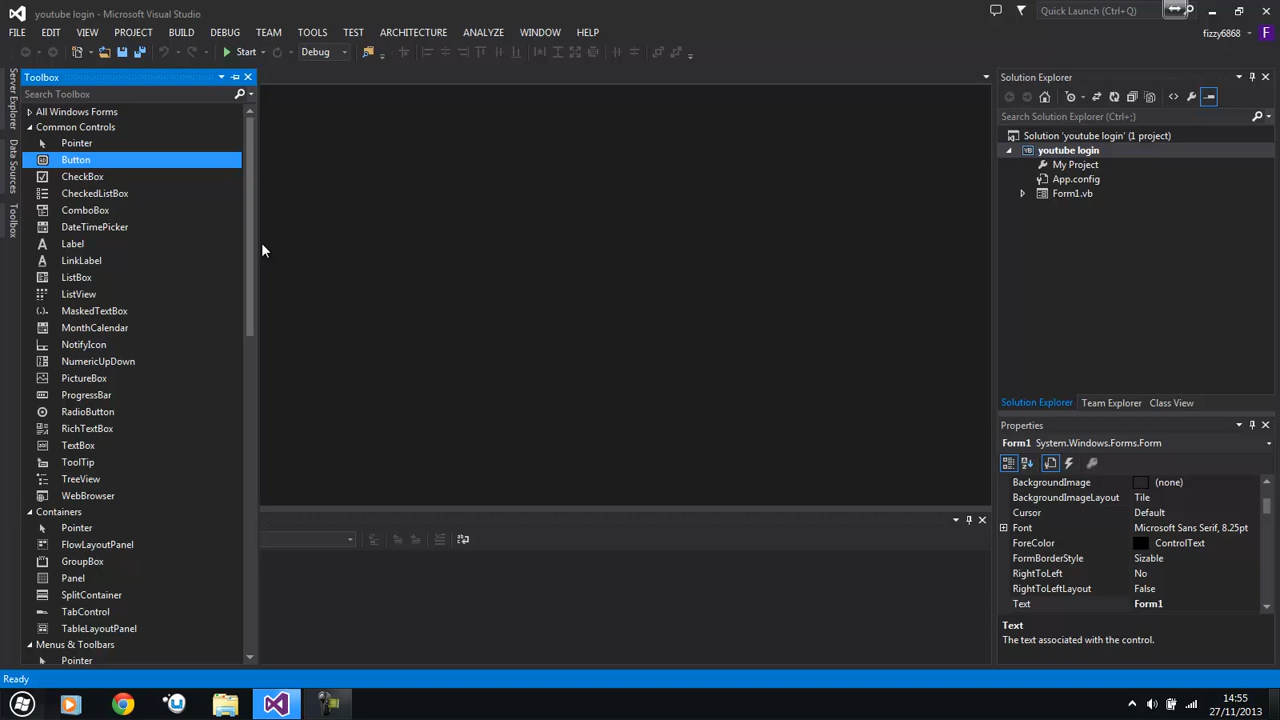 youtube login - Microsoft Visual Studio
Quick Launch (Ctrl+Q)
FILE EDIT VIEW PROJECT BUILD DEBUG TEAM TOOLS TEST ARCHITECTURE ANALYZE WINDOW HELP
fizzy6868 F
Start Debug
Server Explorer
Data Sources
Toolbox
Toolbox
Search Toolbox
All Windows Forms
Common Controls
Pointer
Button
CheckBox
CheckedListBox
ComboBox
DateTimePicker
Label
LinkLabel
ListBox
ListView
MaskedTextBox
MonthCalendar
NotifyIcon
NumericUpDown
PictureBox
ProgressBar
RadioButton
RichTextBox
TextBox
ToolTip
TreeView
WebBrowser
Containers
Pointer
FlowLayoutPanel
GroupBox
Panel
SplitContainer
TabControl
TableLayoutPanel
Menus & Toolbars
Pointer
Solution Explorer
Search Solution Explorer (Ctrl+;)
Solution 'youtube login' (1 project)
VB youtube login
My Project
App.config
Form1.vb
Solution Explorer Team Explorer Class View
Properties
Form1 System.Windows.Forms.Form
BackgroundImage (none)
BackgroundImageLayout Tile
Cursor Default
Font Microsoft Sans Serif, 8.25pt
ForeColor ControlText
FormBorderStyle Sizable
RightToLeft No
RightToLeftLayout False
Text Form1
Text
The text associated with the control.
Ready
14:55
27/11/2013